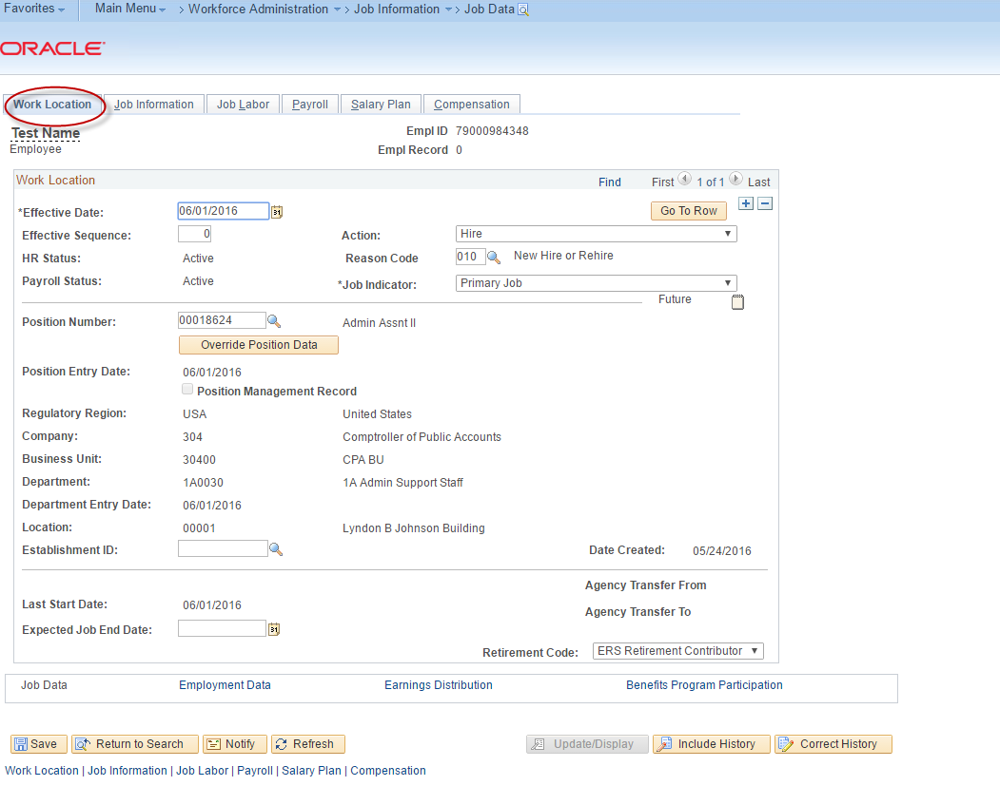 Favorites Main Menu > Workforce Administration > Job Information > Job Data
ORACLE
Work Location Job Information Job Labor Payroll Salary Plan Compensation
Test Name Empl ID 79000984348
Employee Empl Record 0
Work Location Find First 1 of 1 Last
*Effective Date: 06/01/2016 31 Go To Row + −
Effective Sequence: 0 Action: Hire
HR Status: Active Reason Code 010 New Hire or Rehire
Payroll Status: Active *Job Indicator: Primary Job
Future
Position Number: 00018624 Admin Assnt II
Override Position Data
Position Entry Date: 06/01/2016
Position Management Record
Regulatory Region: USA United States
Company: 304 Comptroller of Public Accounts
Business Unit: 30400 CPA BU
Department: 1A0030 1A Admin Support Staff
Department Entry Date: 06/01/2016
Location: 00001 Lyndon B Johnson Building
Establishment ID: Date Created: 05/24/2016
Agency Transfer From
Last Start Date: 06/01/2016
Agency Transfer To
Expected Job End Date: 31
Retirement Code: ERS Retirement Contributor
Job Data Employment Data Earnings Distribution Benefits Program Participation
Save Return to Search Notify Refresh Update/Display Include History Correct History
Work Location | Job Information | Job Labor | Payroll | Salary Plan | Compensation